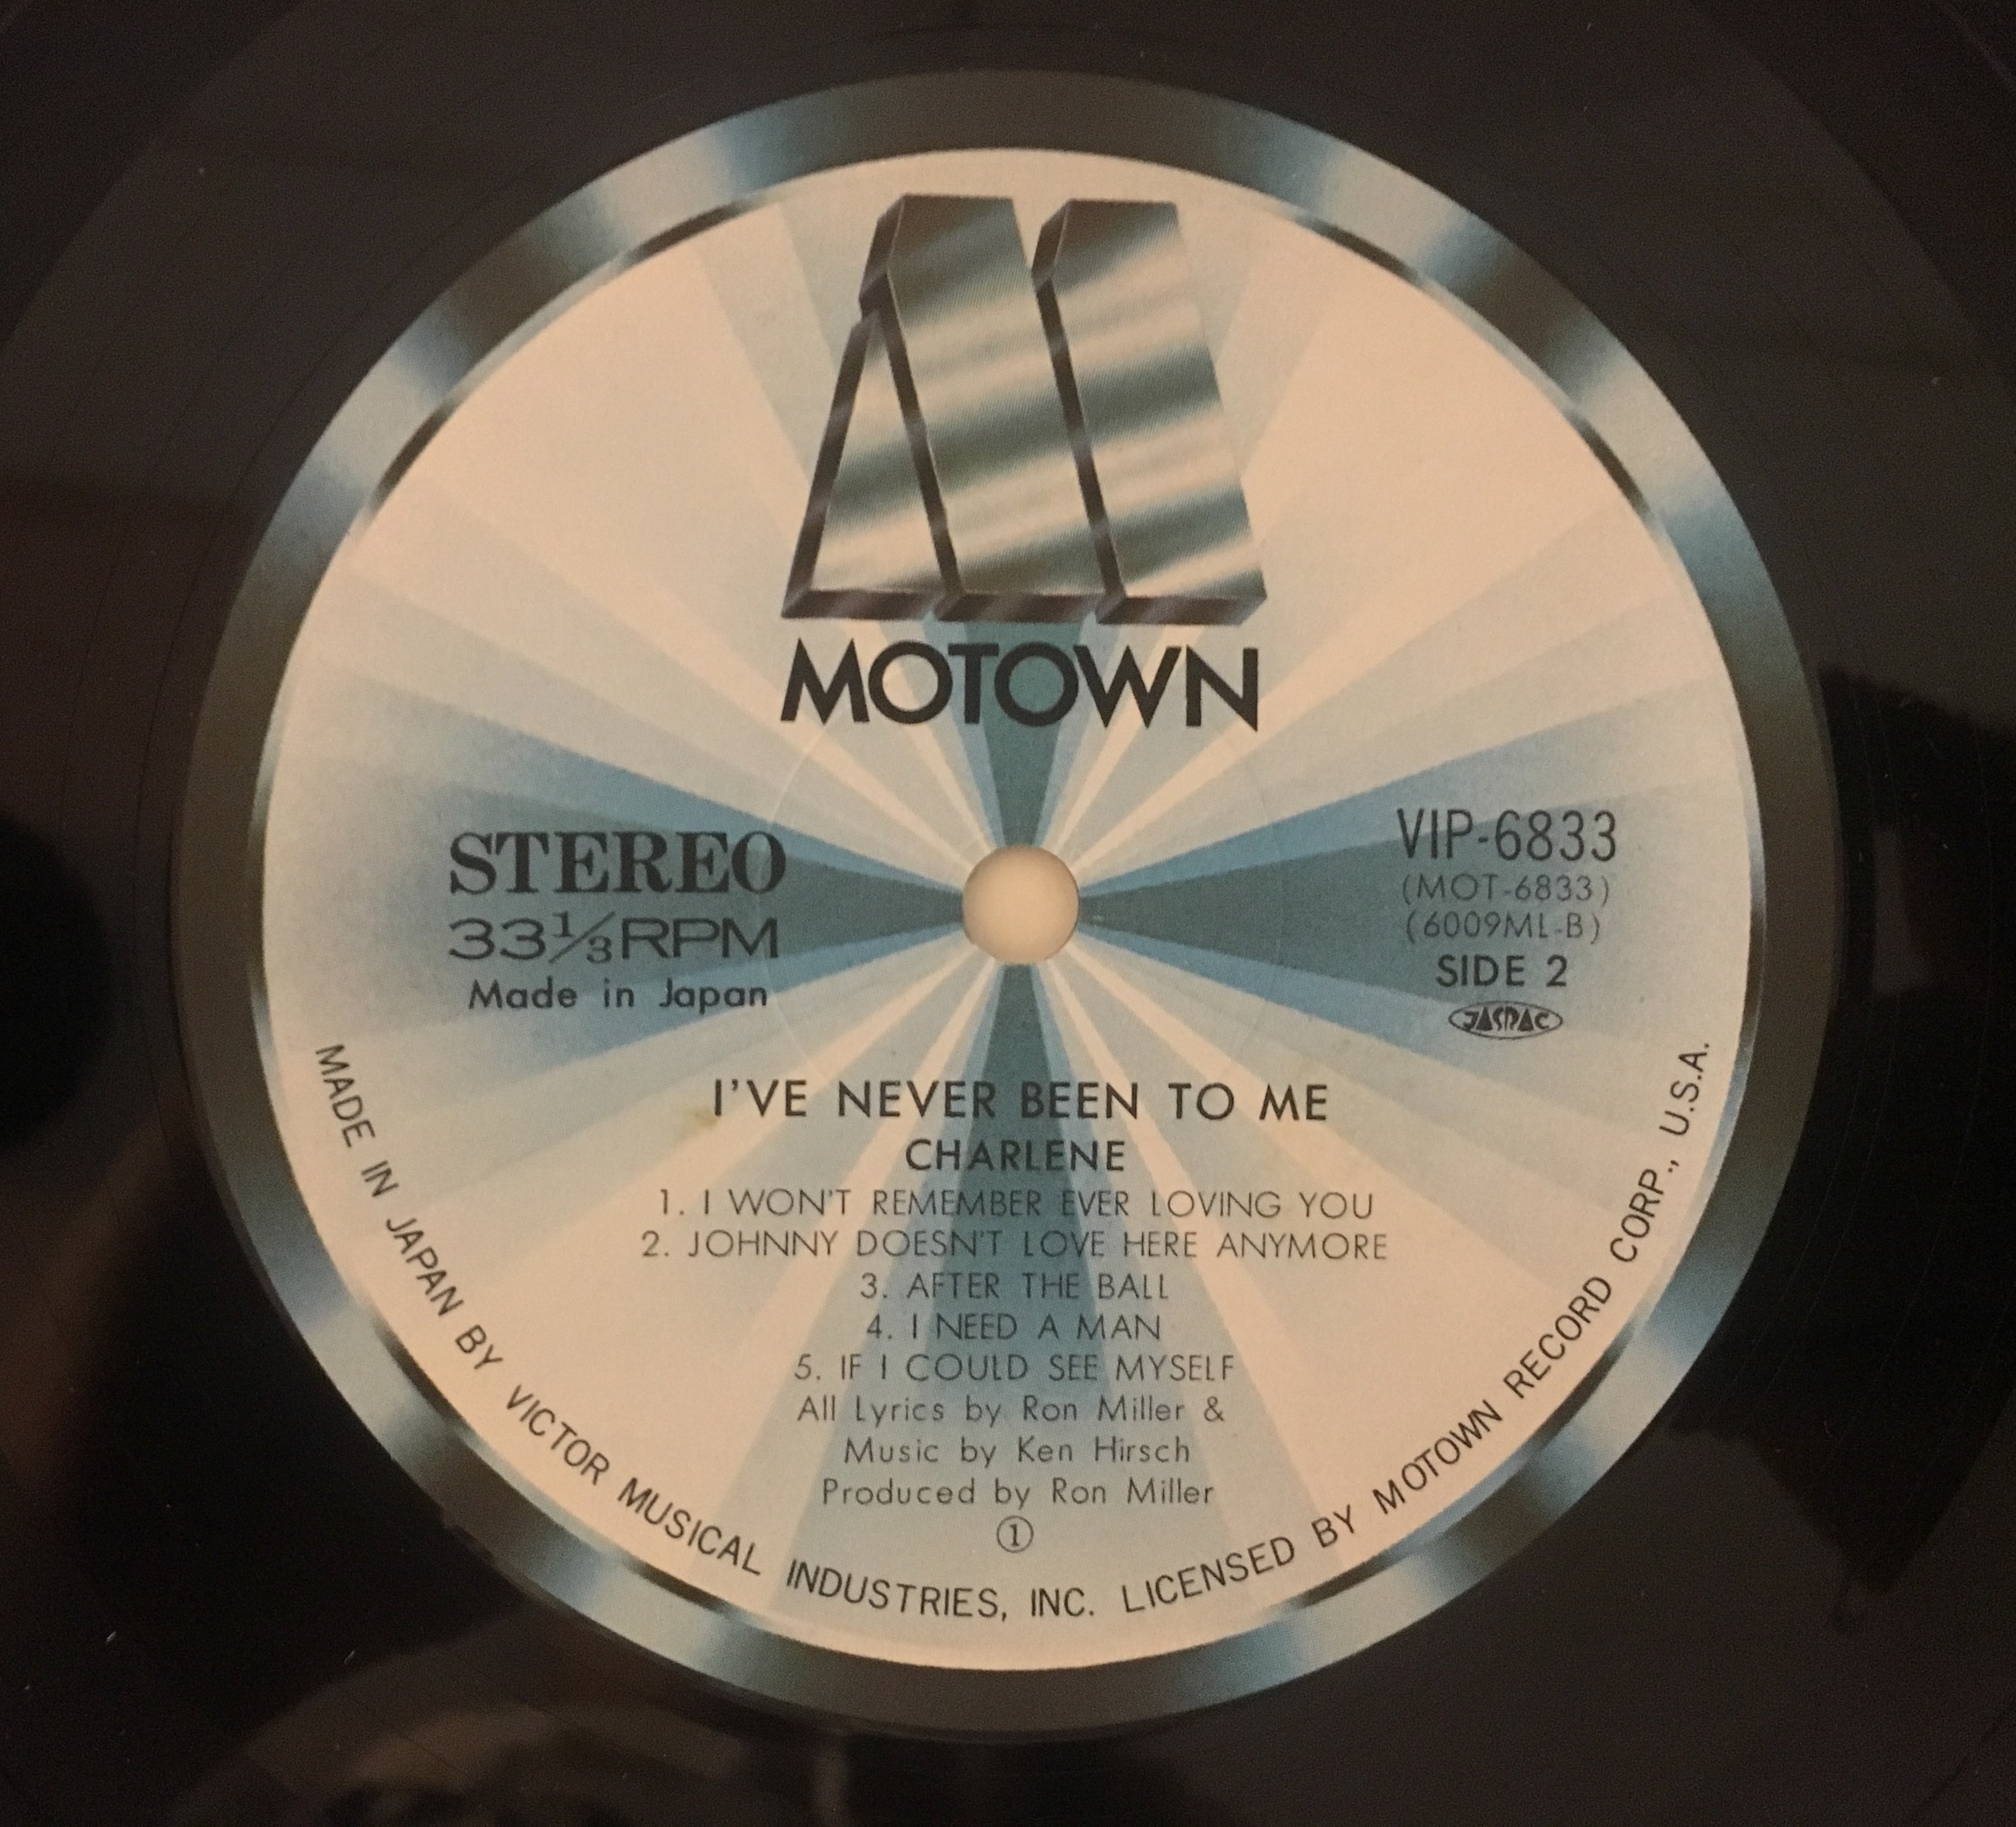 MOTOWN
STEREO
33⅓RPM
Made in Japan
VIP-6833
(MOT-6833)
(6009ML-B)
SIDE 2
JASRAC
I'VE NEVER BEEN TO ME
CHARLENE
1. I WON'T REMEMBER EVER LOVING YOU
2. JOHNNY DOESN'T LOVE HERE ANYMORE
3. AFTER THE BALL
4. I NEED A MAN
5. IF I COULD SEE MYSELF
All Lyrics by Ron Miller &
Music by Ken Hirsch
Produced by Ron Miller
①
MADE IN JAPAN BY VICTOR MUSICAL INDUSTRIES, INC. LICENSED BY MOTOWN RECORD CORP., U.S.A.